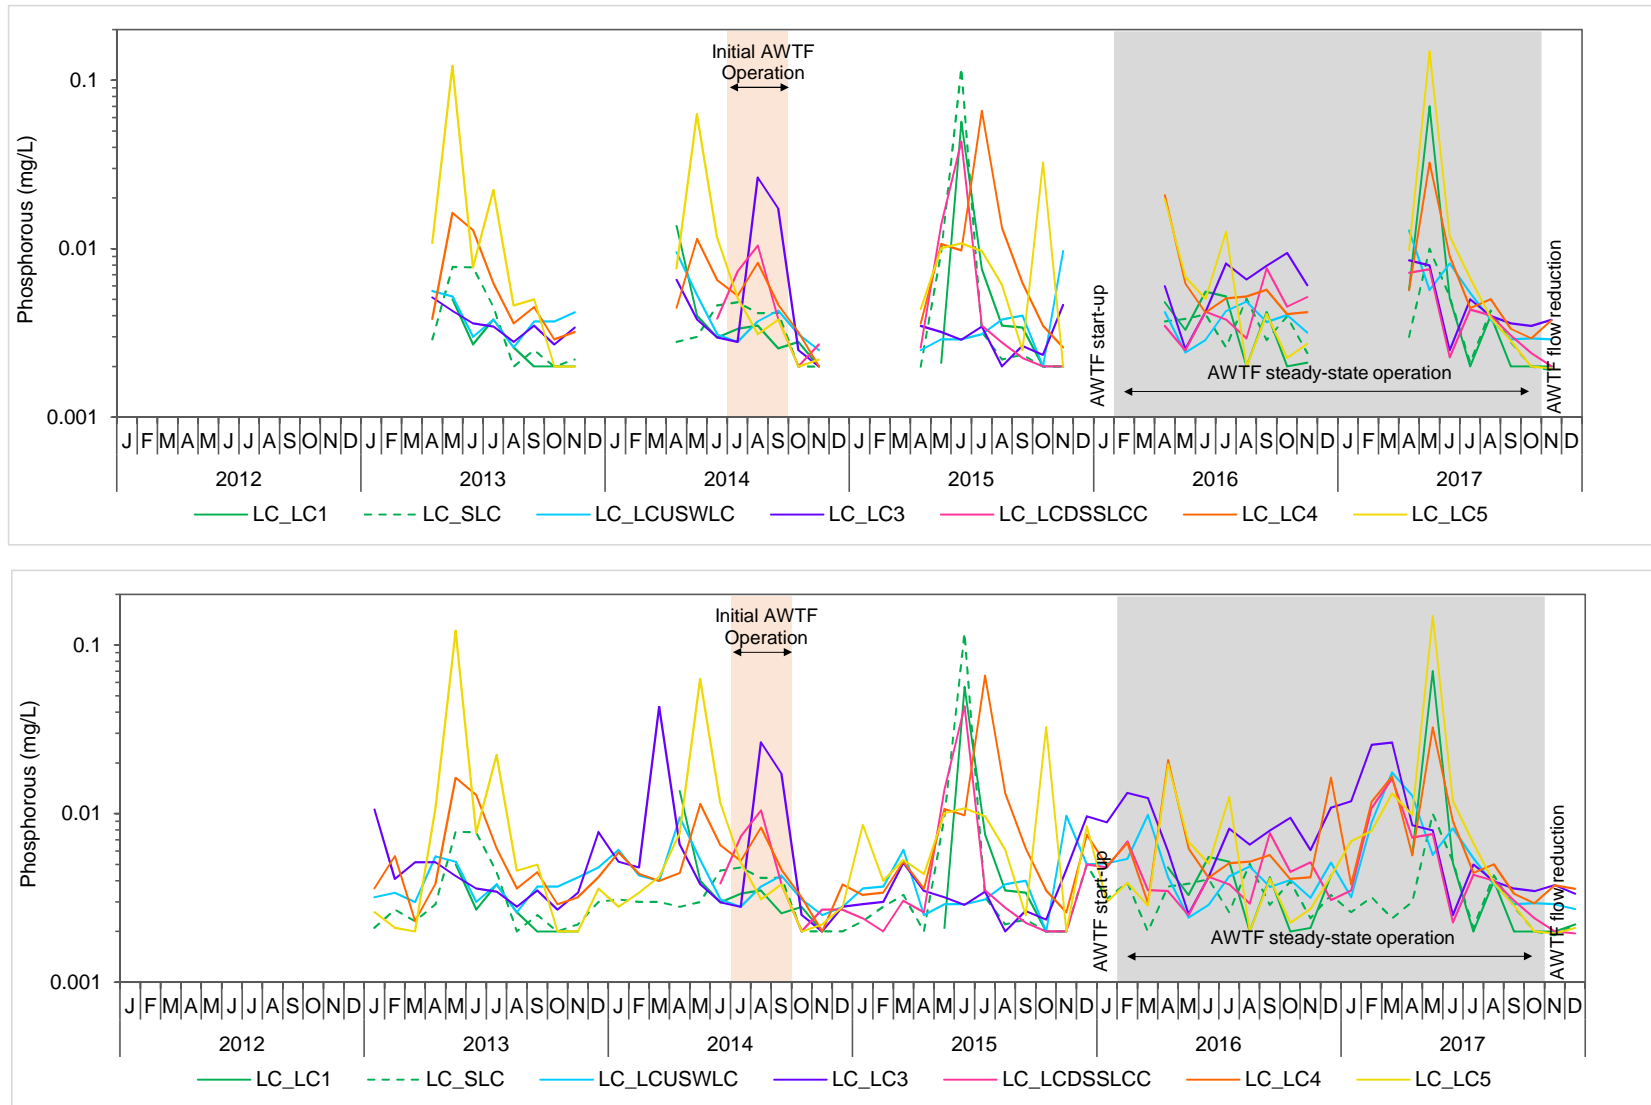 Initial AWTF
Operation
0.1
0.01
0.001
Phosphorous (mg/L)
AWTF start-up
AWTF steady-state operation
AWTF flow reduction
J F M A M J J A S O N D J F M A M J J A S O N D J F M A M J J A S O N D J F M A M J J A S O N D J F M A M J J A S O N D J F M A M J J A S O N D
2012 2013 2014 2015 2016 2017
LC_LC1 LC_SLC LC_LCUSWLC LC_LC3 LC_LCDSSLCC LC_LC4 LC_LC5
Initial AWTF
Operation
0.1
0.01
0.001
Phosphorous (mg/L)
AWTF start-up
AWTF steady-state operation
AWTF flow reduction
J F M A M J J A S O N D J F M A M J J A S O N D J F M A M J J A S O N D J F M A M J J A S O N D J F M A M J J A S O N D J F M A M J J A S O N D
2012 2013 2014 2015 2016 2017
LC_LC1 LC_SLC LC_LCUSWLC LC_LC3 LC_LCDSSLCC LC_LC4 LC_LC5